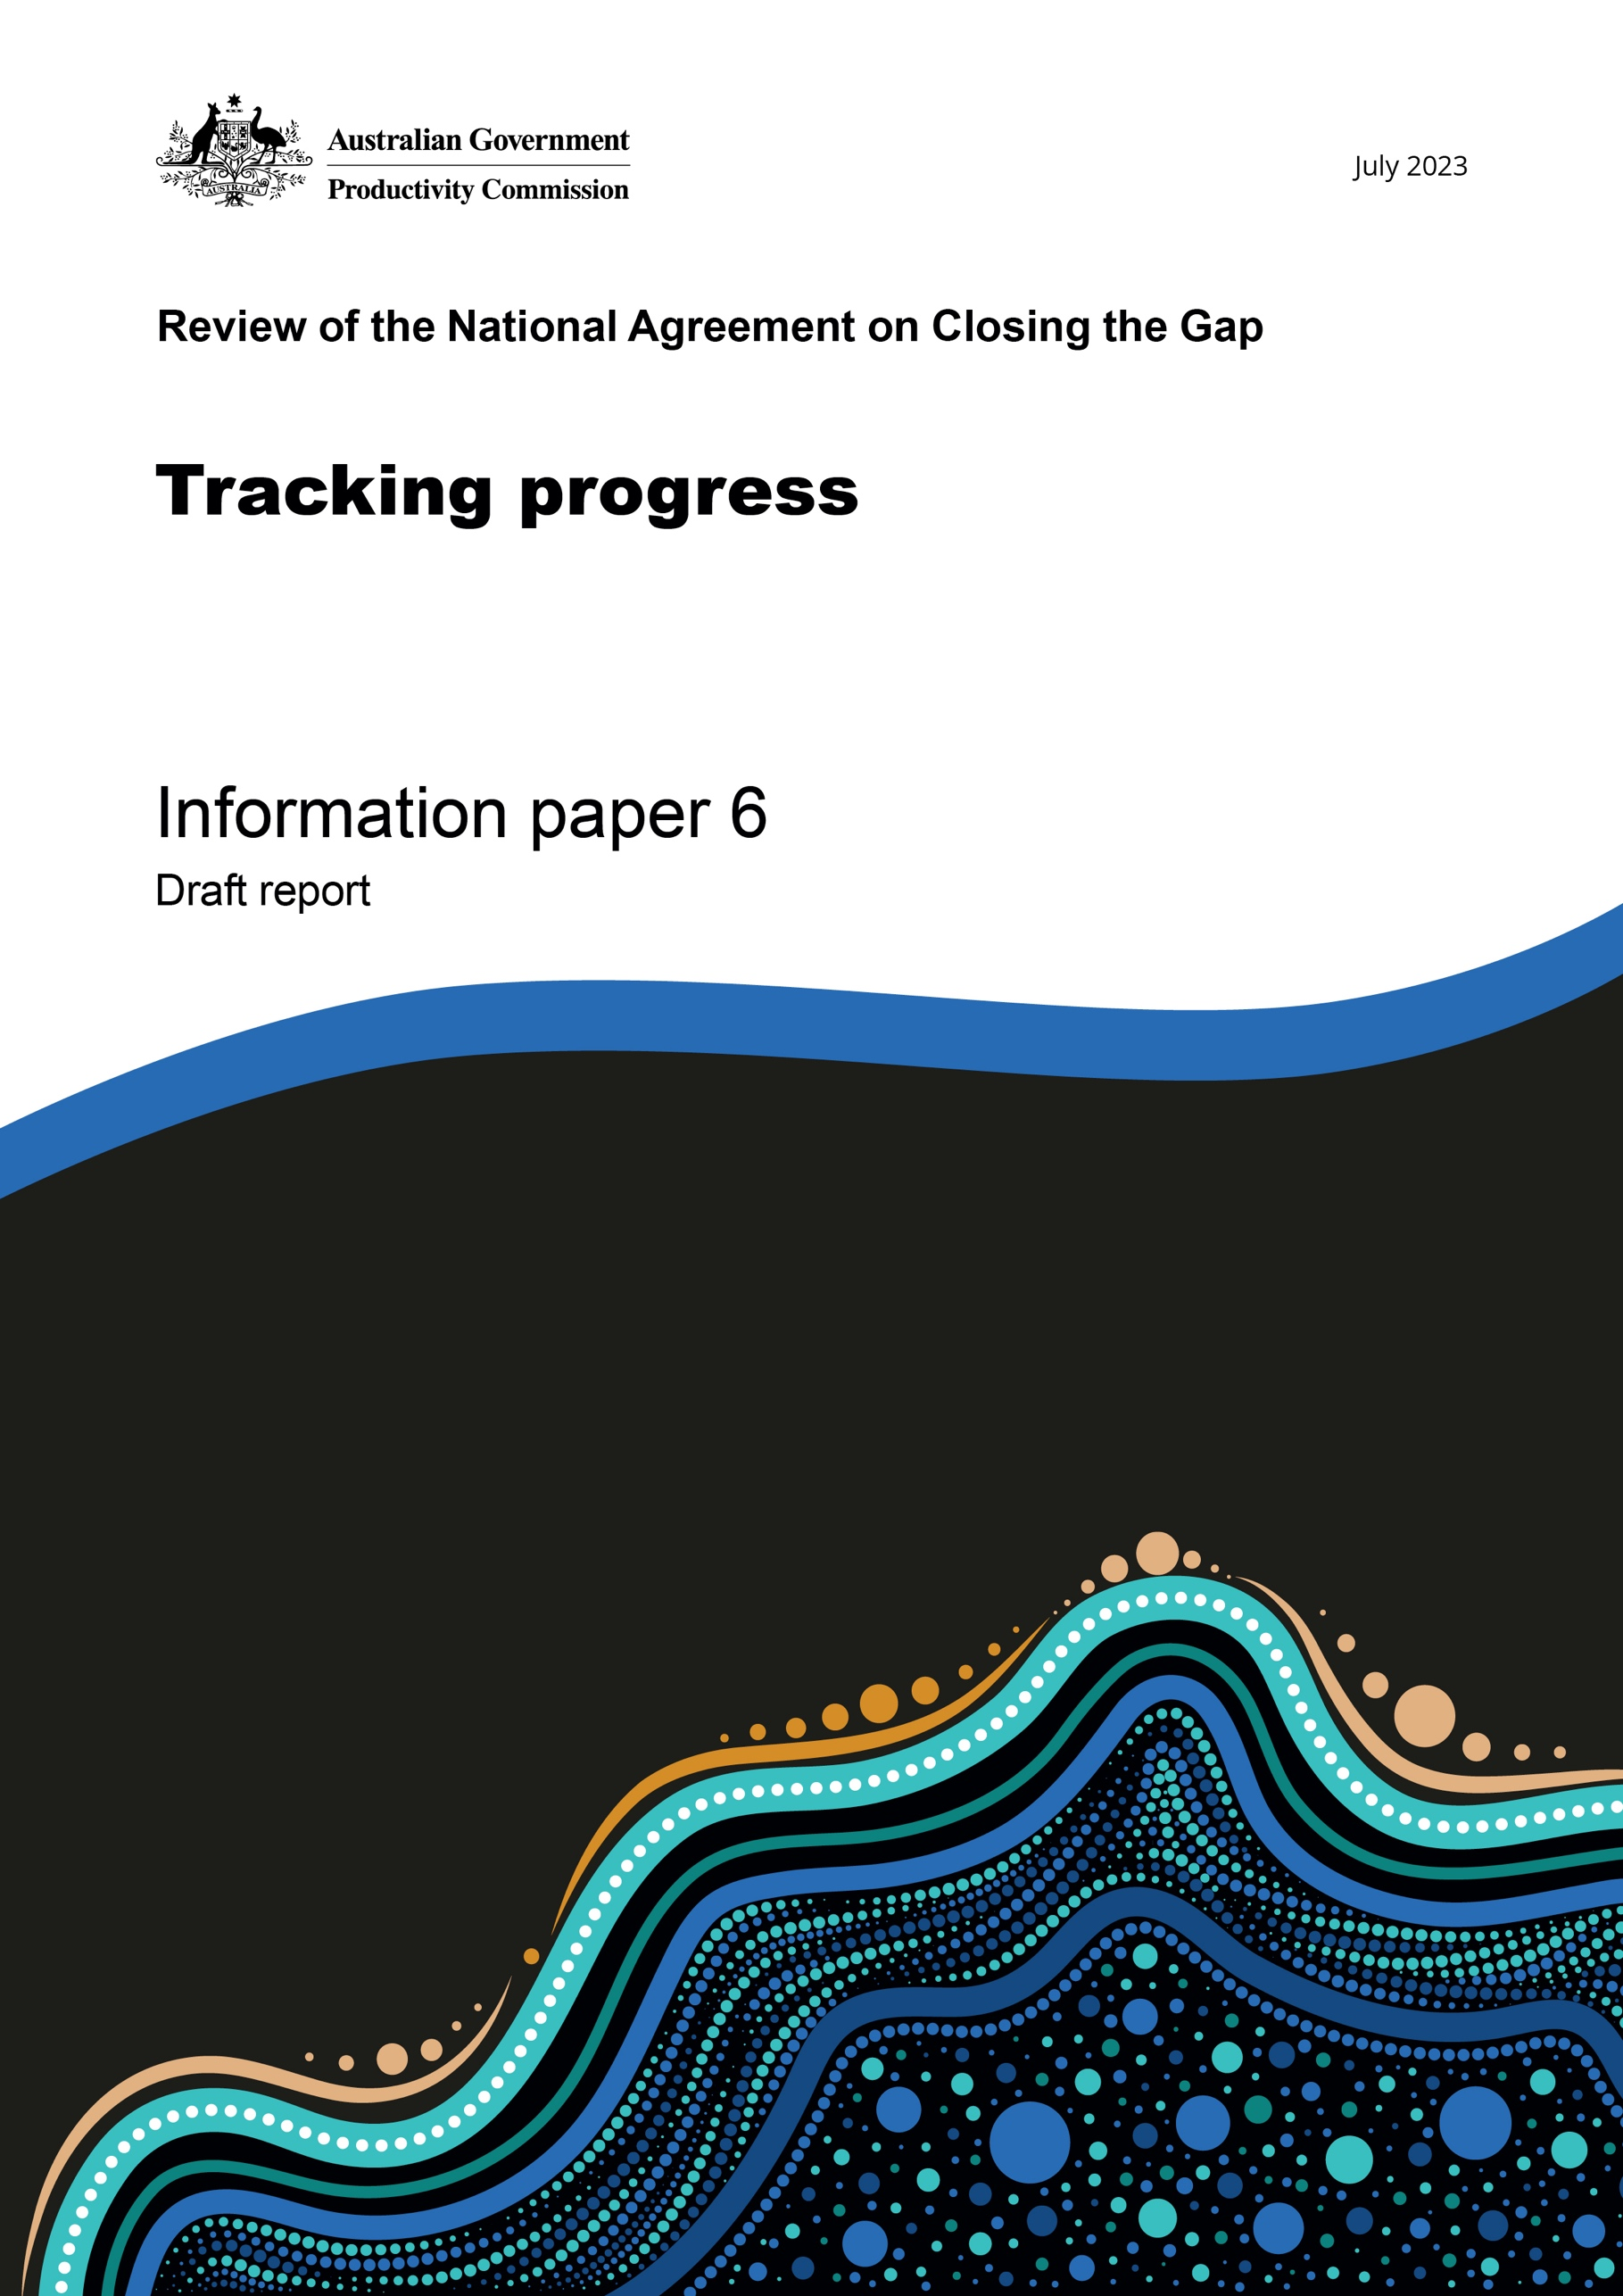 Australian Government
Productivity Commission
AUSTRALIA
July 2023
Review of the National Agreement on Closing the Gap
Tracking progress
Information paper 6
Draft report